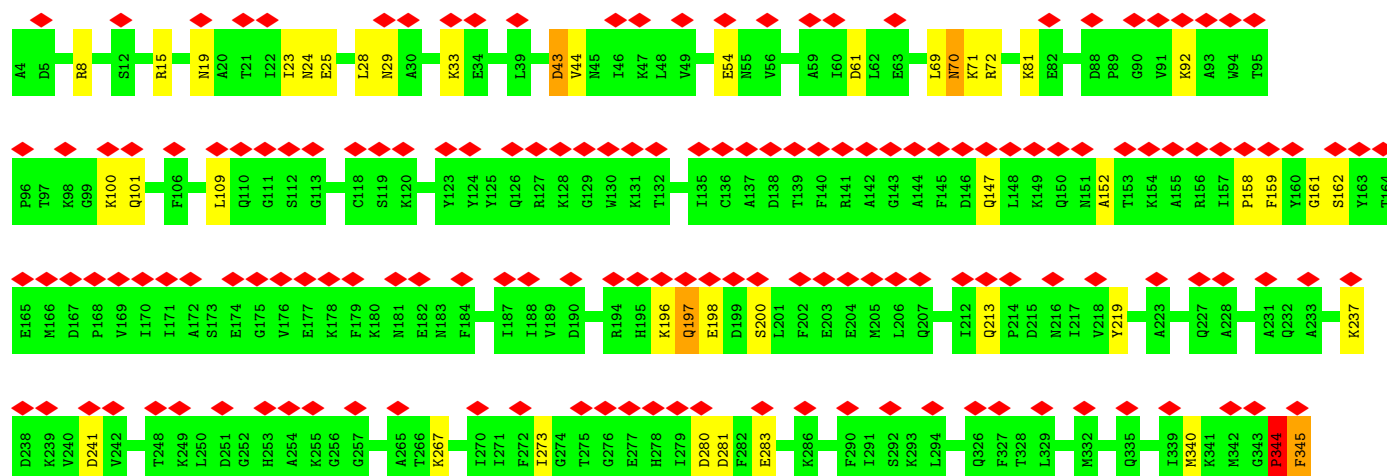 A4 D5 R8 S12 R15 N19 A20 T21 I22 I23 N24 E25 L28 N29 A30 K33 E34 L39 D43 V44 N45 I46 K47 L48 V49 E54 N55 V56 A59 I60 D61 L62 E63 L69 N70 K71 R72 K81 E82 D88 P89 G90 V91 K92 A93 W94 T95
P96 T97 K98 G99 K100 Q101 F106 L109 Q110 G111 S112 G113 C118 S119 K120 Y123 Y124 Y125 Q126 R127 K128 G129 W130 K131 T132 I135 C136 A137 D138 T139 F140 R141 A142 G143 A144 F145 D146 Q147 L148 K149 Q150 N151 A152 T153 K154 A155 R156 I157 P158 F159 Y160 G161 S162 Y163 T164
E165 M166 D167 P168 V169 I170 I171 A172 S173 E174 G175 V176 E177 K178 F179 K180 N181 E182 N183 F184 I187 I188 V189 D190 R194 H195 K196 Q197 E198 D199 S200 L201 F202 E203 E204 M205 L206 Q207 I212 Q213 P214 D215 N216 I217 V218 Y219 A223 Q227 A228 A231 Q232 A233 K237
D238 K239 V240 D241 V242 T248 K249 L250 D251 G252 H253 A254 K255 G256 G257 A265 T266 K267 I270 I271 F272 I273 G274 T275 G276 E277 H278 I279 D280 D281 F282 E283 K286 F290 I291 S292 K293 L294 Q326 F327 T328 L329 M332 Q335 I339 M340 K341 K342 G343 P344 F345